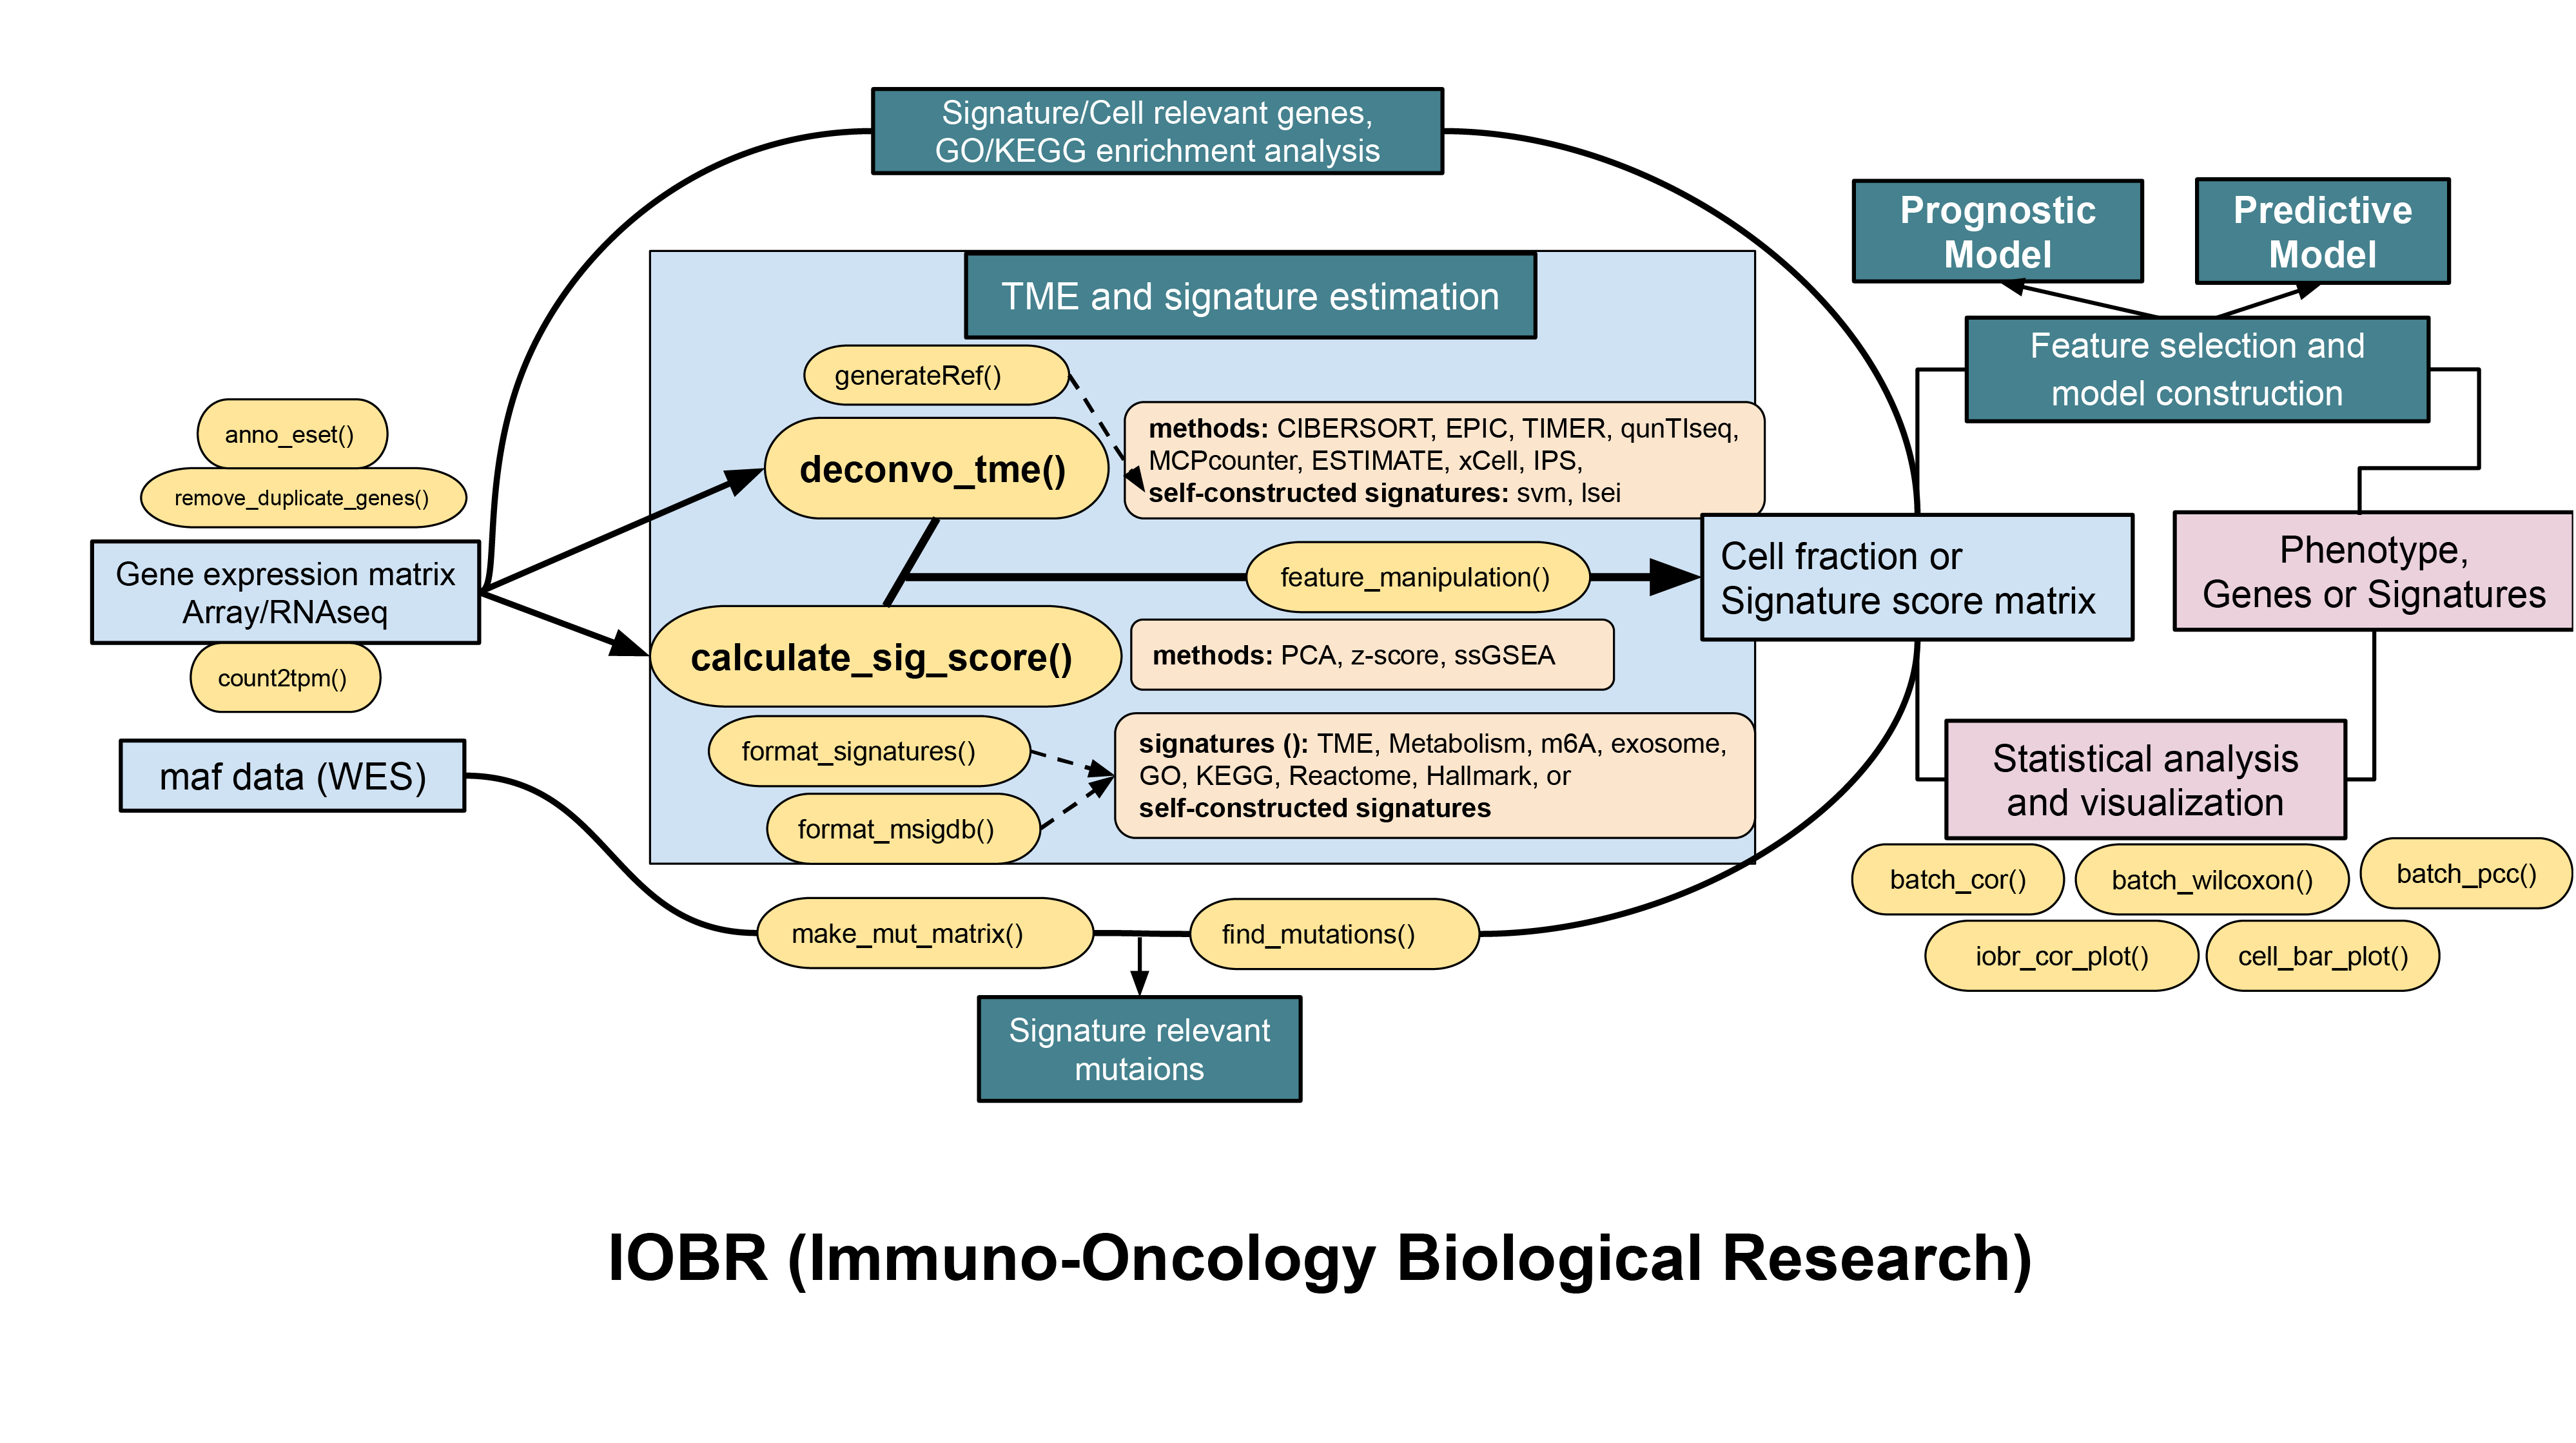 Signature/Cell relevant genes,
GO/KEGG enrichment analysis
Prognostic
Model
Predictive
Model
TME and signature estimation
Feature selection and
model construction
generateRef()
anno_eset()
remove_duplicate_genes()
Gene expression matrix
Array/RNAseq
count2tpm()
maf data (WES)
deconvo_tme()
methods: CIBERSORT, EPIC, TIMER, qunTIseq,
MCPcounter, ESTIMATE, xCell, IPS,
self-constructed signatures: svm, lsei
feature_manipulation()
Cell fraction or
Signature score matrix
Phenotype,
Genes or Signatures
calculate_sig_score()
methods: PCA, z-score, ssGSEA
format_signatures()
format_msigdb()
signatures (): TME, Metabolism, m6A, exosome,
GO, KEGG, Reactome, Hallmark, or
self-constructed signatures
Statistical analysis
and visualization
batch_cor()
batch_wilcoxon()
batch_pcc()
iobr_cor_plot()
cell_bar_plot()
make_mut_matrix()
find_mutations()
Signature relevant
mutaions
IOBR (Immuno-Oncology Biological Research)